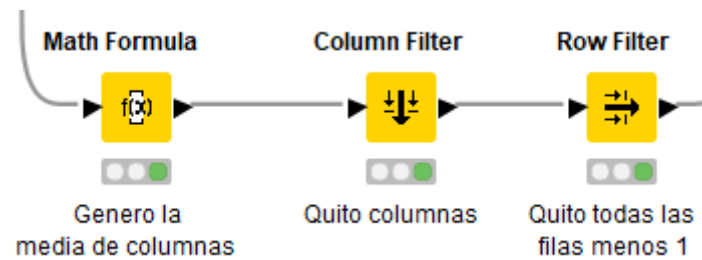 Math Formula
Column Filter
Row Filter
f(x)
Genero la
media de columnas
Quito columnas
Quito todas las
filas menos 1